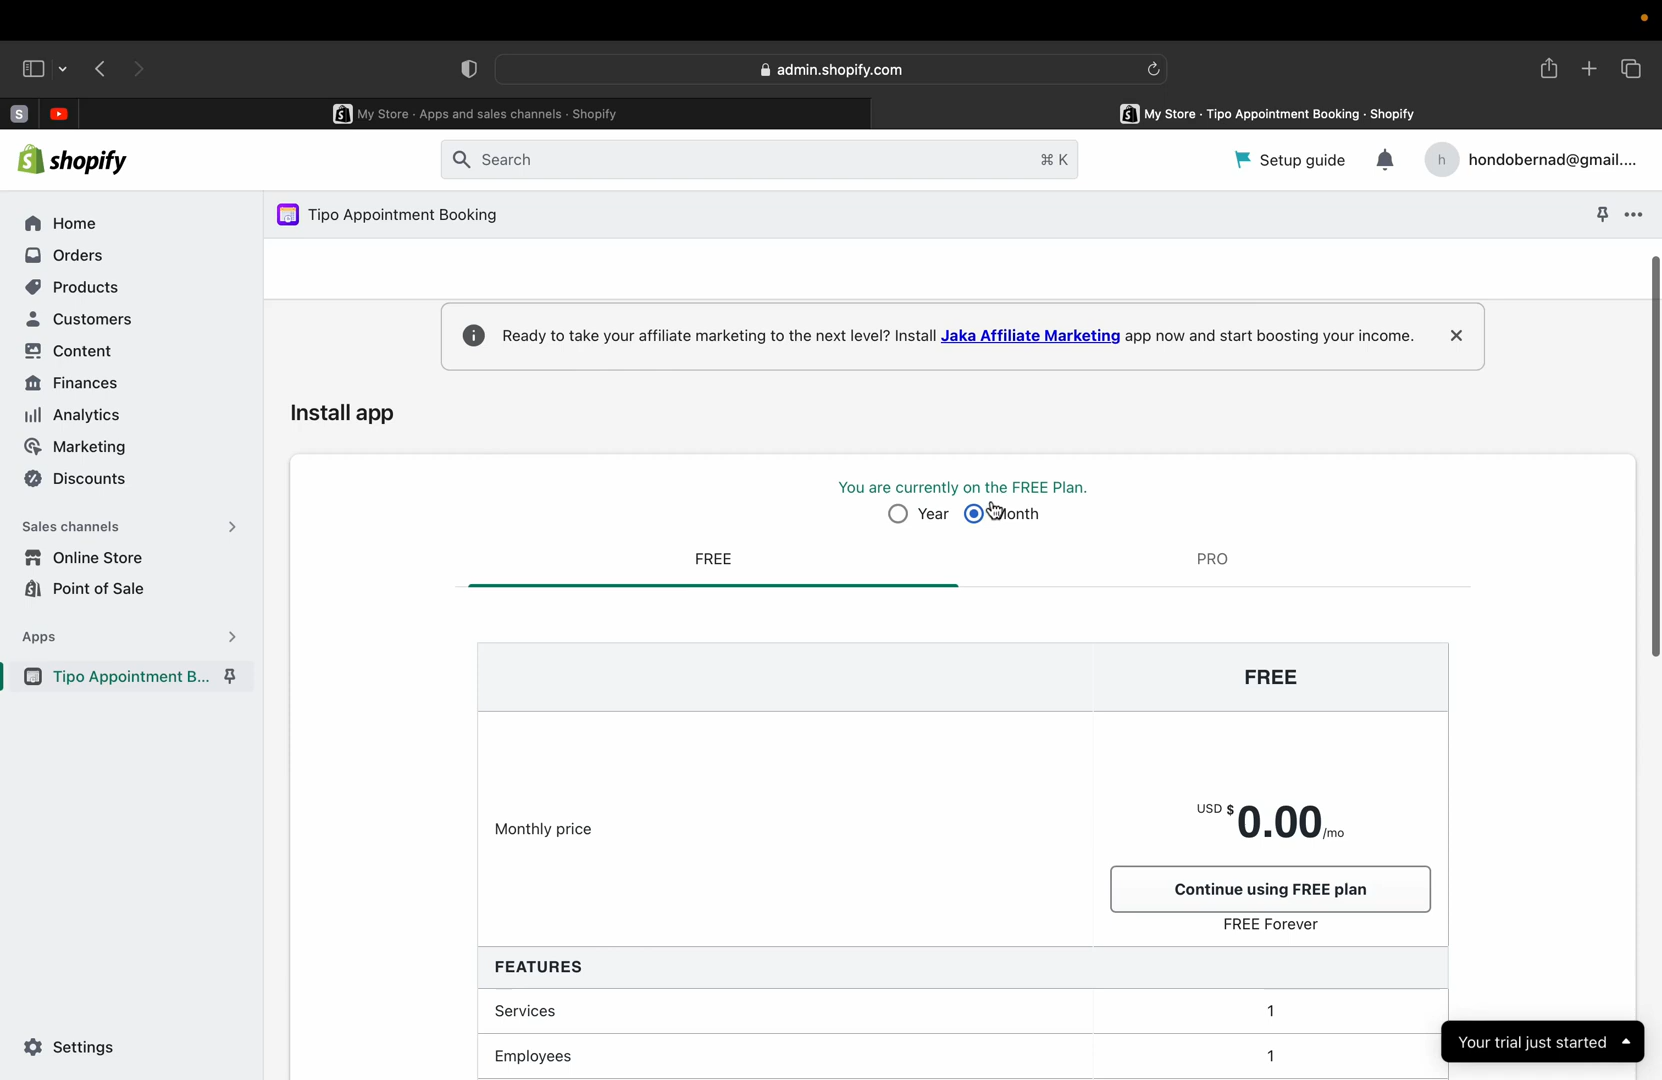 admin.shopify.com
S
My Store · Apps and sales channels · Shopify
My Store · Tipo Appointment Booking · Shopify
shopify
Search
⌘ K
Setup guide
h
hondobernad@gmail....
Home
Orders
Products
Customers
Content
Finances
Analytics
Marketing
Discounts
Sales channels
Online Store
Point of Sale
Apps
Tipo Appointment B...
Settings
Tipo Appointment Booking
Ready to take your affiliate marketing to the next level? Install Jaka Affiliate Marketing app now and start boosting your income.
Install app
You are currently on the FREE Plan.
Year Month
FREE PRO
FREE
Monthly price
USD $ 0.00 /mo
Continue using FREE plan
FREE Forever
FEATURES
Services 1
Employees 1
Your trial just started